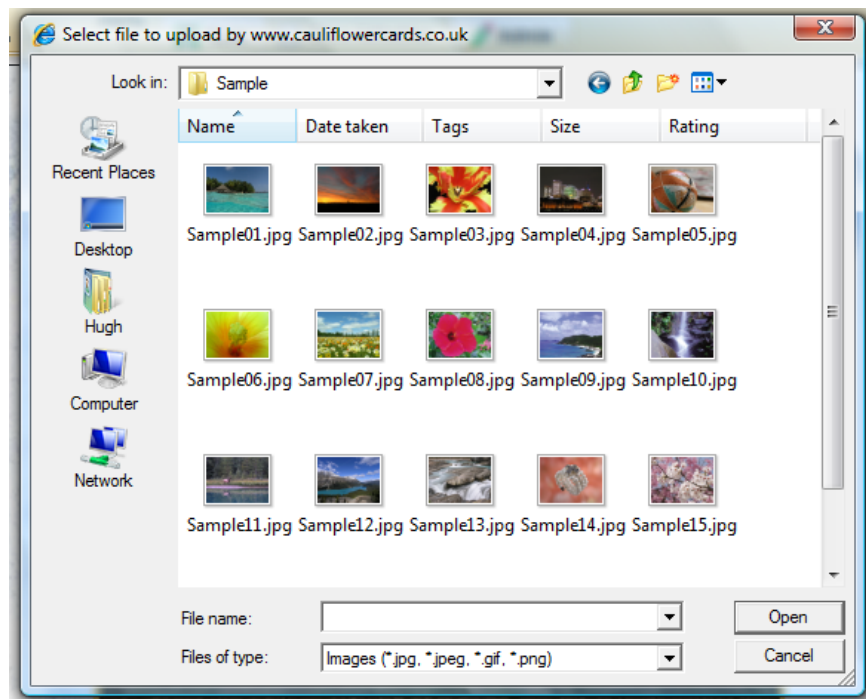 Select file to upload by www.cauliflowercards.co.uk
Look in: Sample
Name Date taken Tags Size Rating
Recent Places
Desktop
Hugh
Computer
Network
Sample01.jpg Sample02.jpg Sample03.jpg Sample04.jpg Sample05.jpg
Sample06.jpg Sample07.jpg Sample08.jpg Sample09.jpg Sample10.jpg
Sample11.jpg Sample12.jpg Sample13.jpg Sample14.jpg Sample15.jpg
File name: Open
Files of type: Images (*.jpg, *.jpeg, *.gif, *.png) Cancel